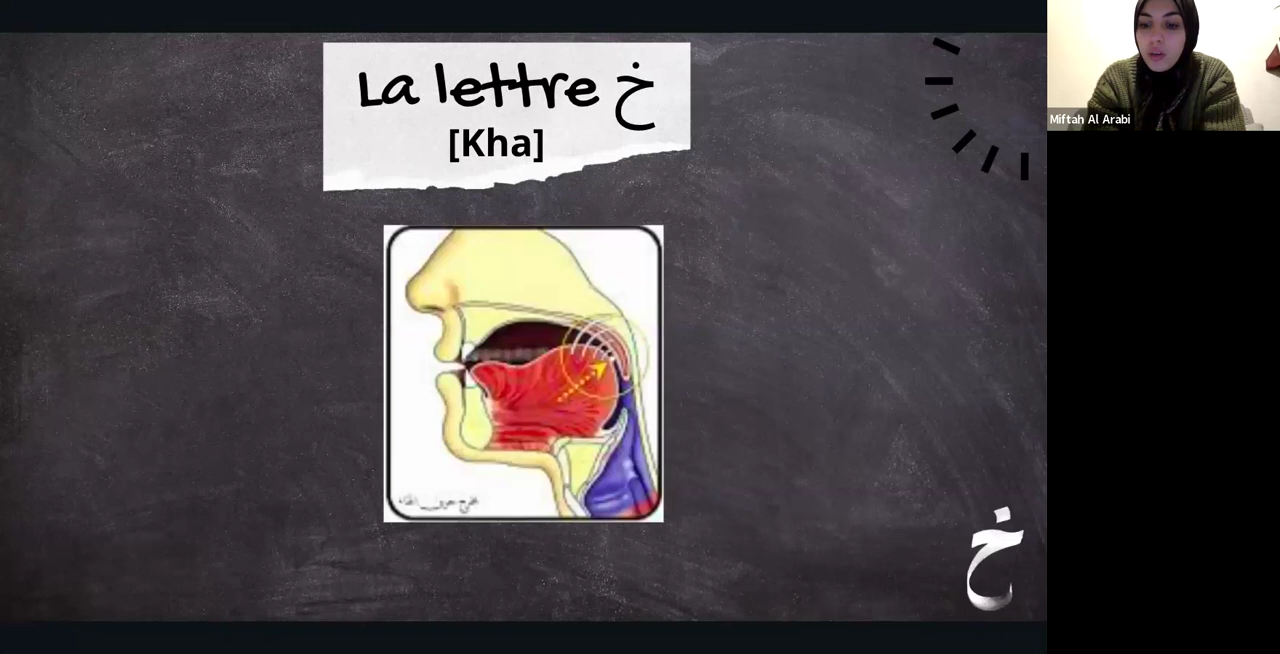 La lettre خ
[Kha]
Miftah Al Arabi
خ